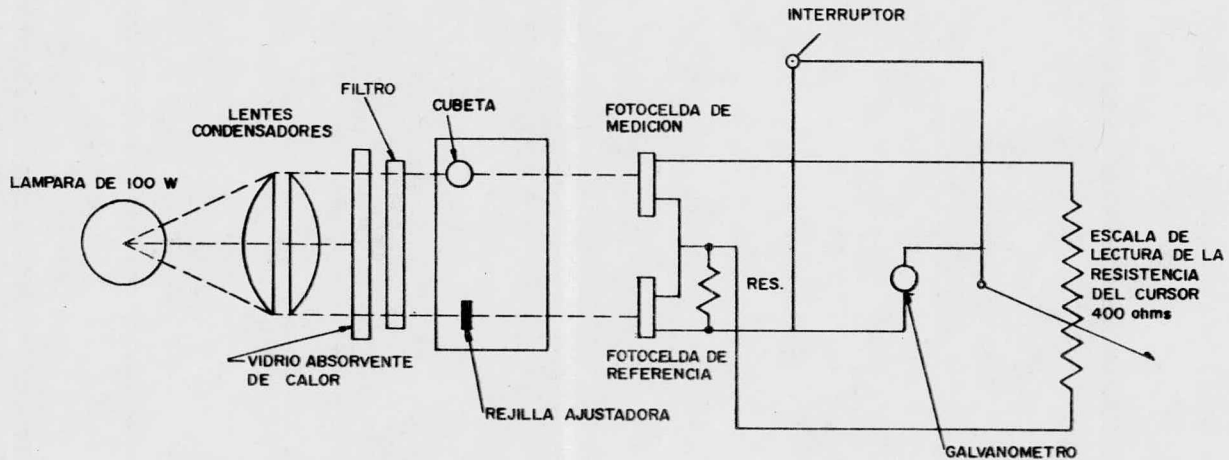 INTERRUPTOR
FILTRO
CUBETA
LENTES
CONDENSADORES
FOTOCELDA DE
MEDICION
LAMPARA DE 100 W
ESCALA DE
LECTURA DE LA
RESISTENCIA
DEL CURSOR
400 ohms
RES.
VIDRIO ABSORVENTE
DE CALOR
FOTOCELDA DE
REFERENCIA
REJILLA AJUSTADORA
GALVANOMETRO